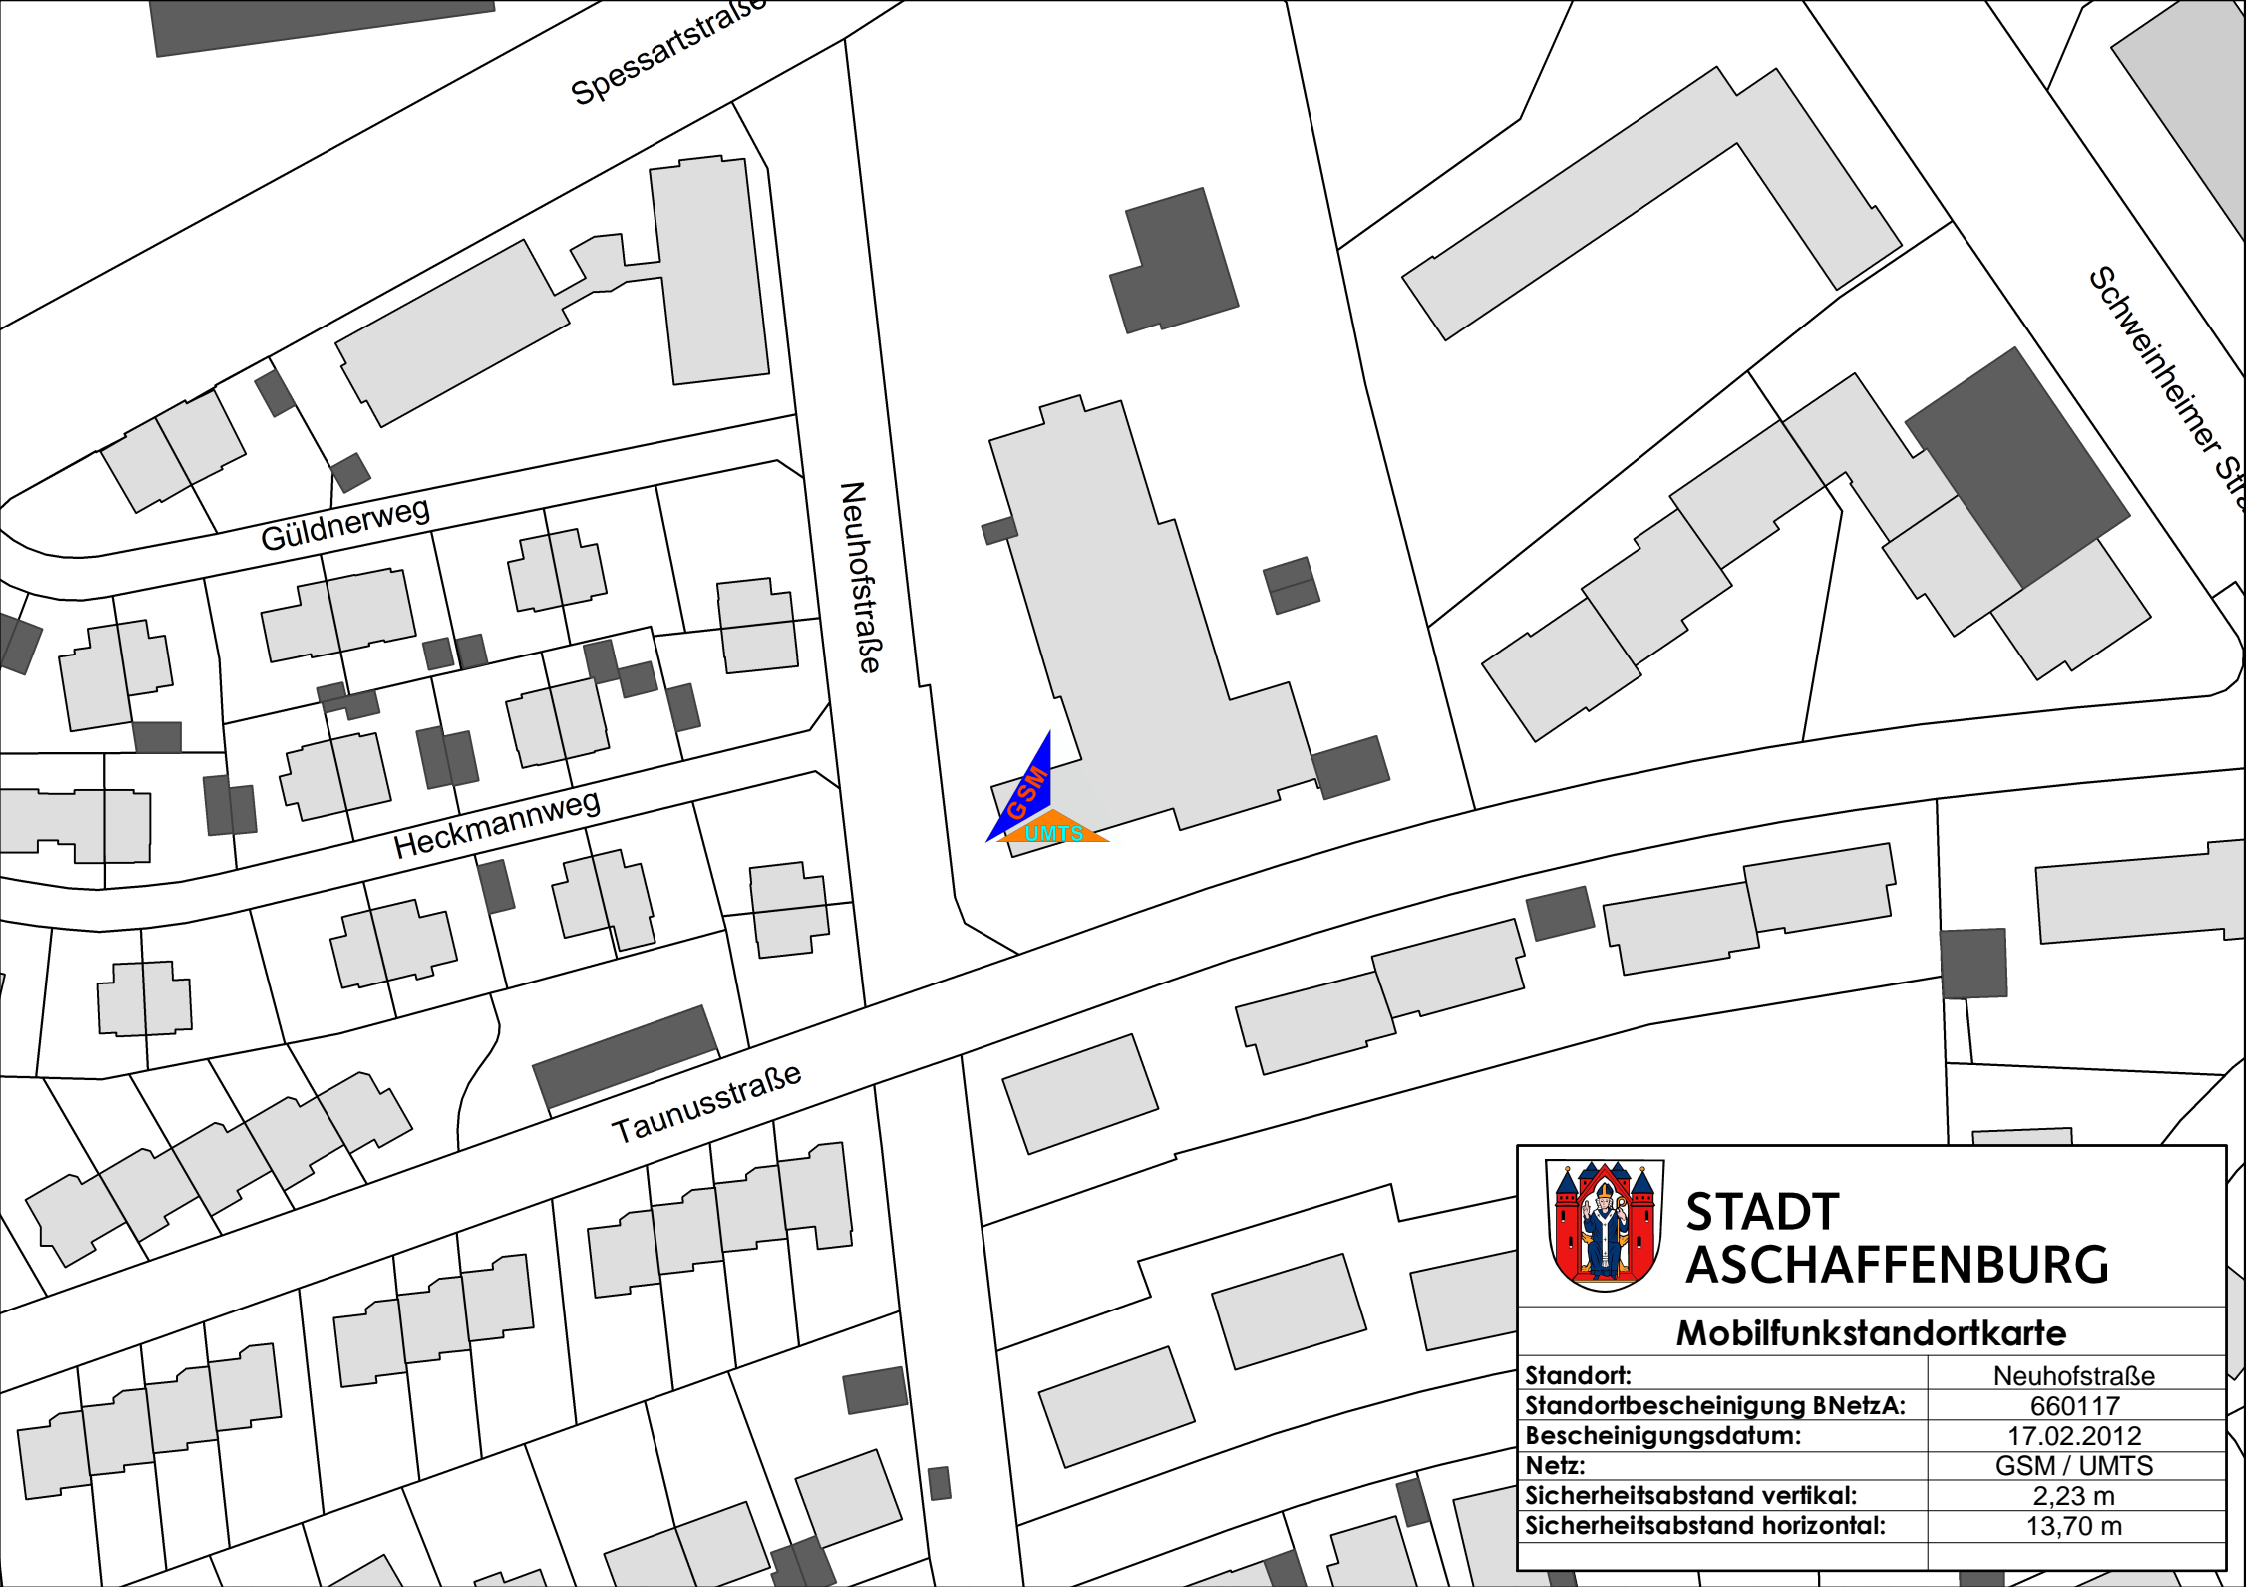 Spessartstraße
Schweinheimer Stra
Güldnerweg
Neuhofstraße
GSM
UMTS
Heckmannweg
Taunusstraße
STADT
ASCHAFFENBURG
Mobilfunkstandortkarte
Standort: Neuhofstraße
Standortbescheinigung BNetzA: 660117
Bescheinigungsdatum: 17.02.2012
Netz: GSM / UMTS
Sicherheitsabstand vertikal: 2,23 m
Sicherheitsabstand horizontal: 13,70 m